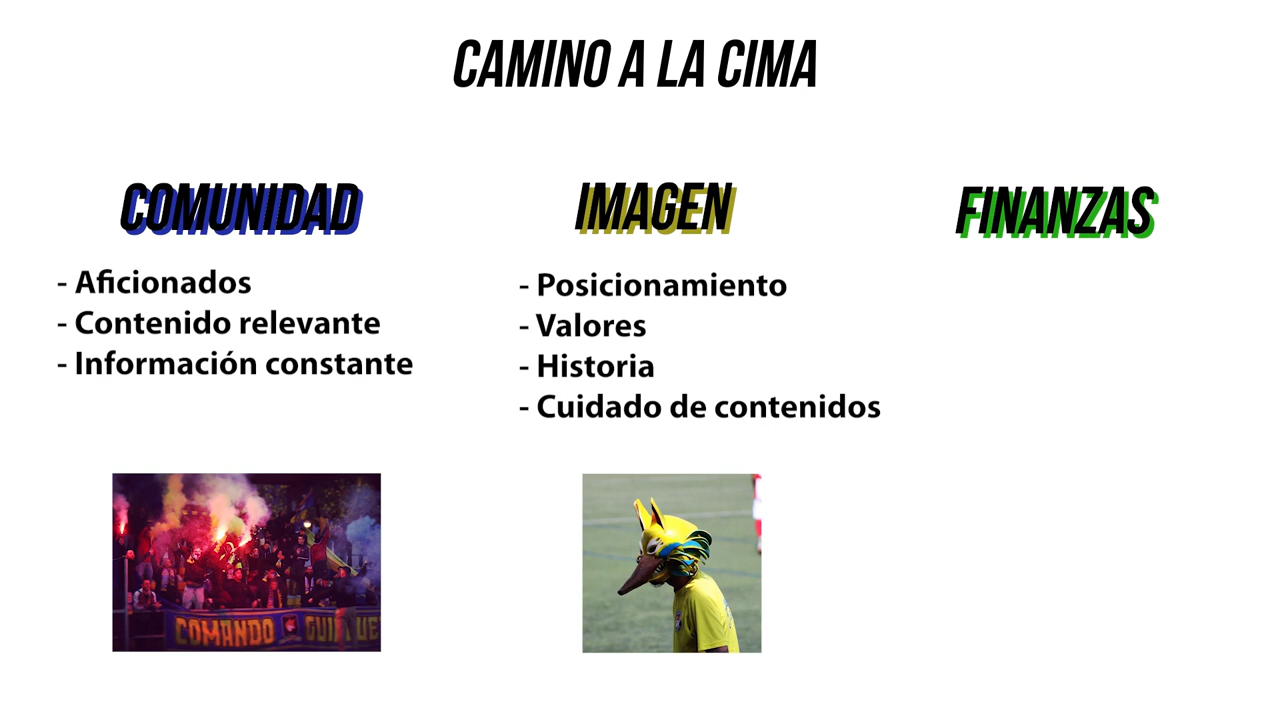 CAMINO A LA CIMA
COMUNIDAD
- Aficionados
- Contenido relevante
- Información constante
IMAGEN
- Posicionamiento
- Valores
- Historia
- Cuidado de contenidos
FINANZAS
COMANDO